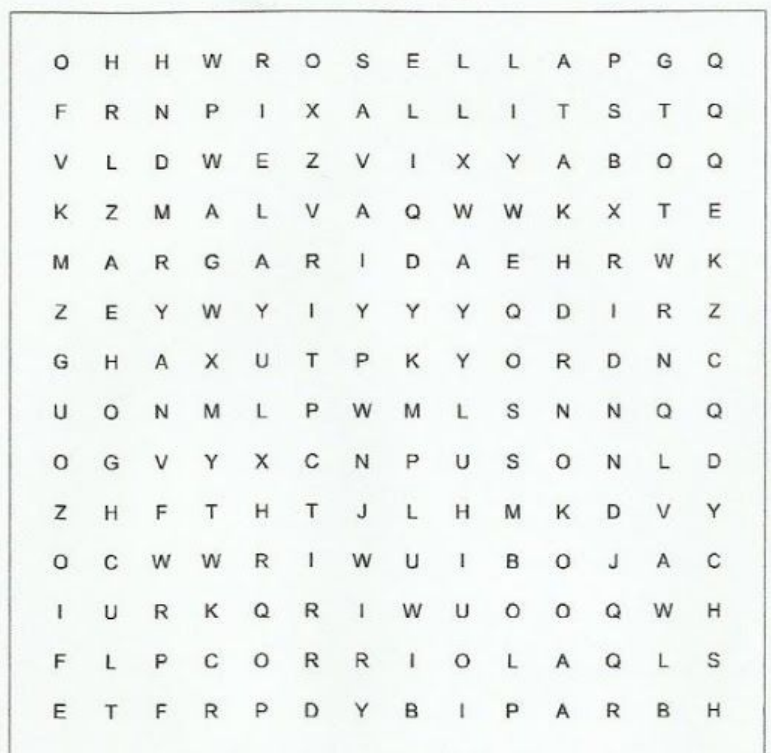 O H H W R O S E L L A P G Q
F R N P I X A L L I T S T Q
V L D W E Z V I X Y A B O Q
K Z M A L V A Q W W K X T E
M A R G A R I D A E H R W K
Z E Y W Y I Y Y Y Q D I R Z
G H A X U T P K Y O R D N C
U O N M L P W M L S N N Q Q
O G V Y X C N P U S O N L D
Z H F T H T J L H M K D V Y
O C W W R I W U I B O J A C
I U R K Q R I W U O O Q W H
F L P C O R R I O L A Q L S
E T F R P D Y B I P A R B H